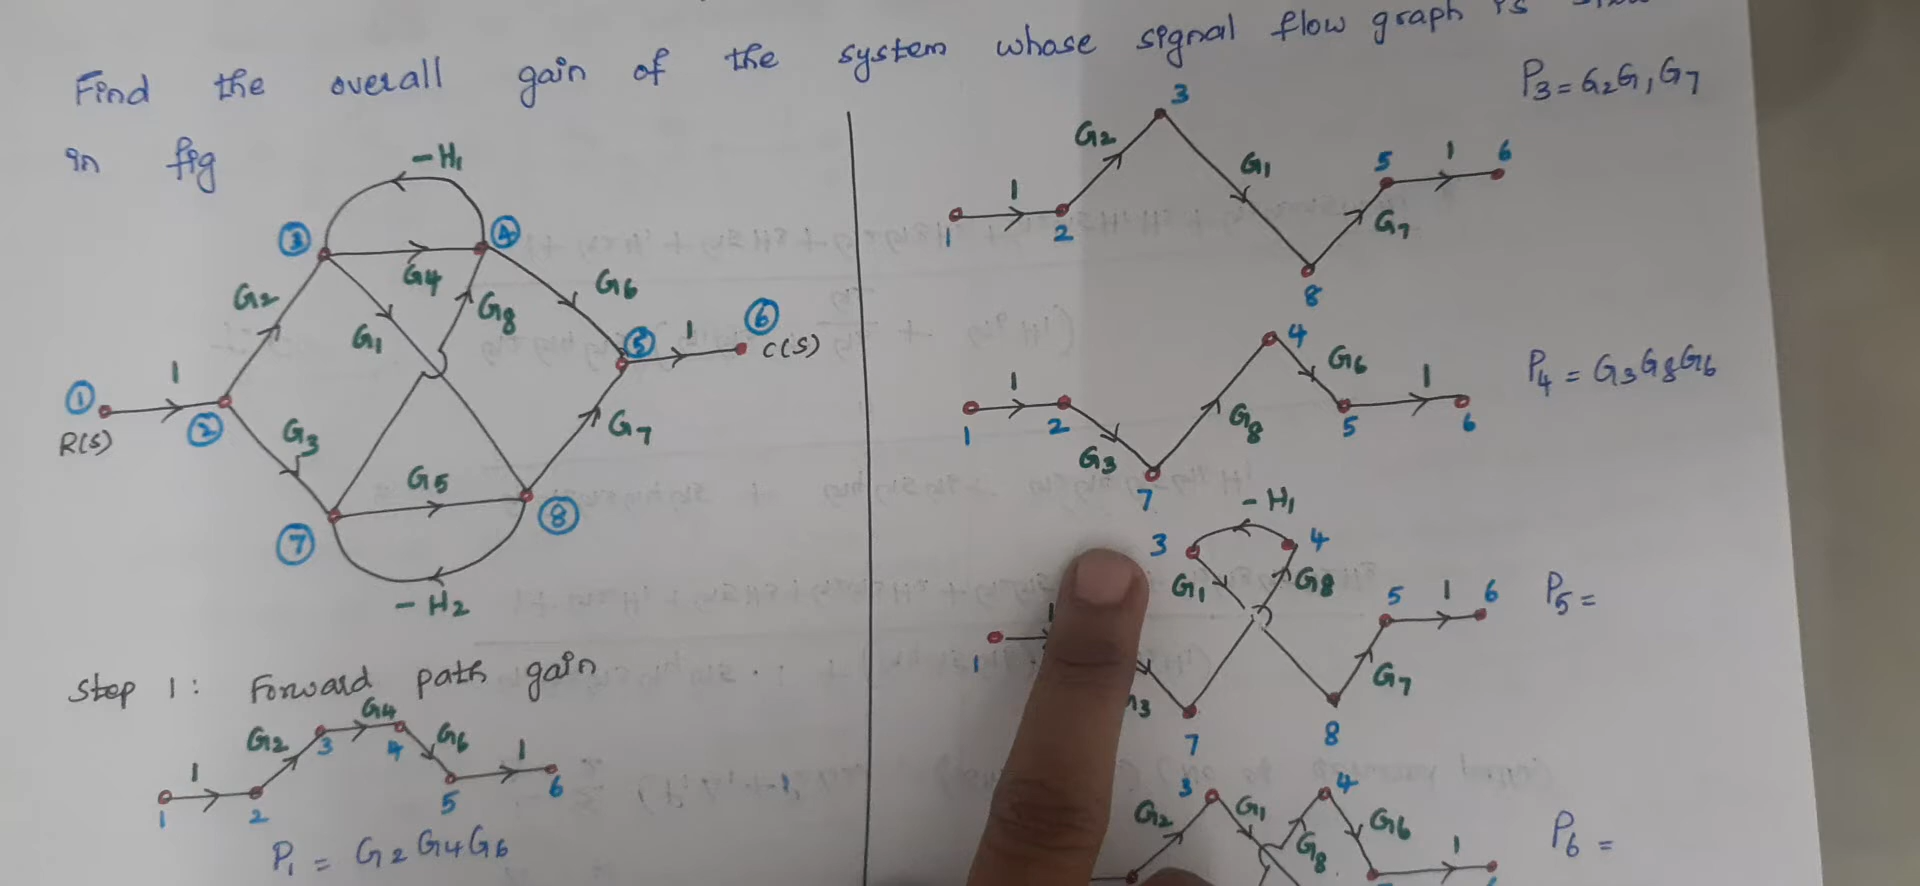 Find the overall gain of the system whose signal flow graph is
in fig
-H1
3
4
G2
G4
G6
G1
G8
6
5
1
C(S)
1
1
R(S)
2
G3
G7
G5
7
8
-H2
Step 1: Forward path gain
G4
G2
3
4
G6
1
1
1
2
5
6
P1 = G2G4G6
P3 = G2G1G7
3
G2
G1
5
1
6
1
1
2
G7
8
4
G6
P4 = G3G8G6
1
1
1
2
G8
5
6
G3
7
-H1
3
4
G1
G8
5
1
6
P5 =
1
G7
7
8
3
4
G2
G1
G6
P6 =
G8
1